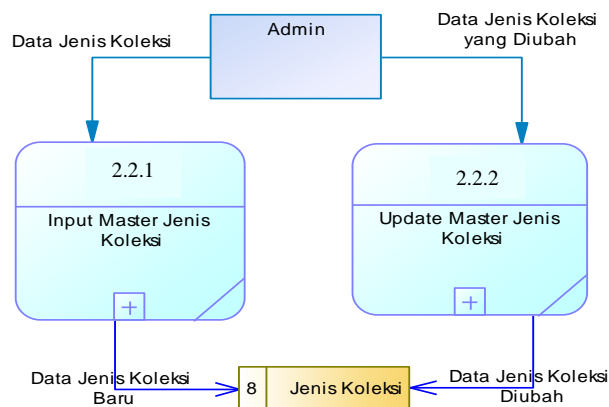 Admin
Data Jenis Koleksi
Data Jenis Koleksi
yang Diubah
2.2.1
Input Master Jenis
Koleksi
2.2.2
Update Master Jenis
Koleksi
Data Jenis Koleksi
Baru
8 Jenis Koleksi
Data Jenis Koleksi
Diubah